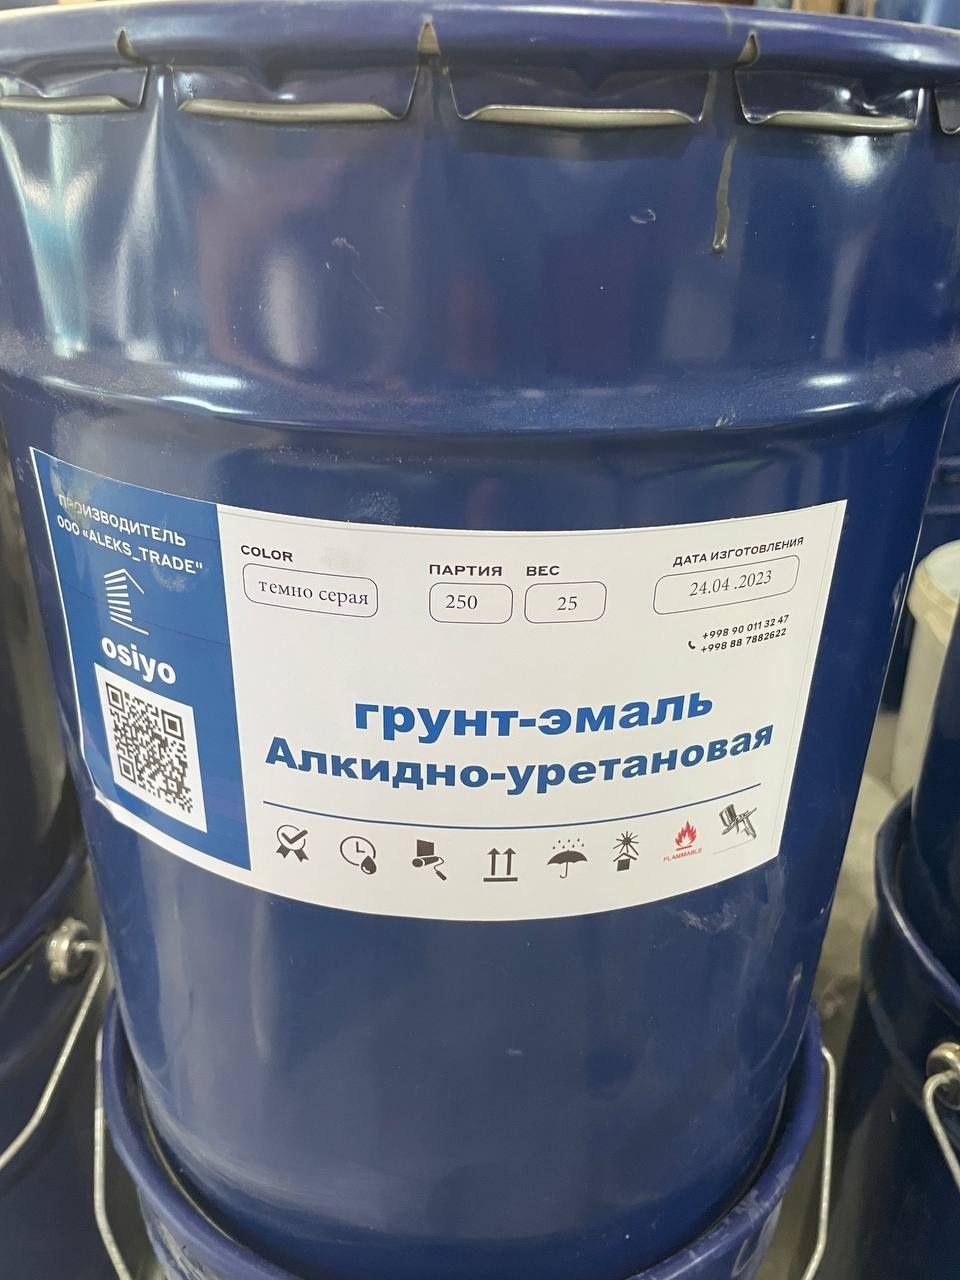 ПРОИЗВОДИТЕЛЬ
ООО «ALEKS_TRADE"
osiyo
COLOR
темно серая
ПАРТИЯ
250
ВЕС
25
ДАТА ИЗГОТОВЛЕНИЯ
24.04 .2023
+998 90 011 32 47
+998 88 7882622
грунт-эмаль
Алкидно-уретановая
FLAMMABLE